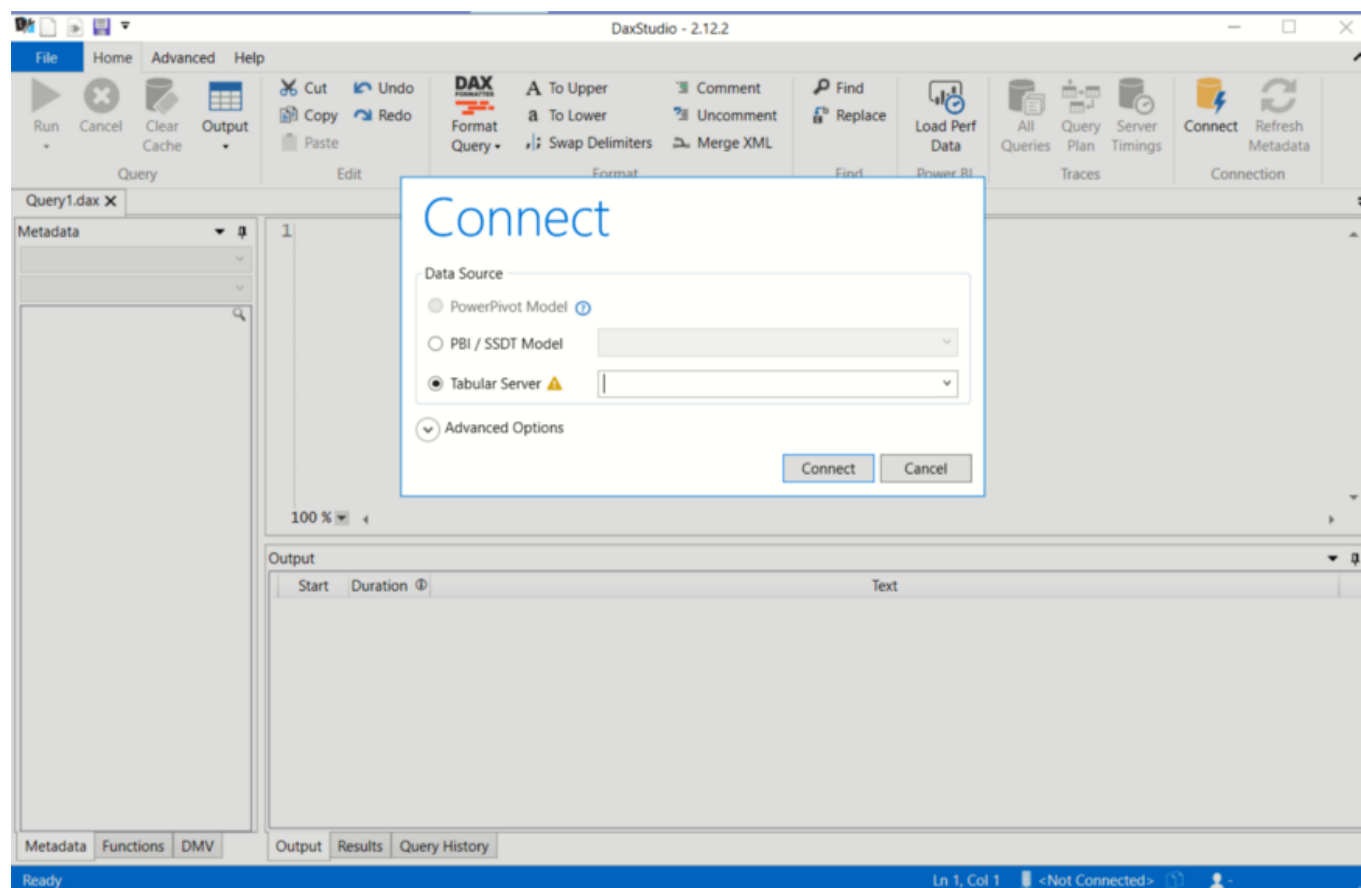 DaxStudio - 2.12.2
File Home Advanced Help
Run Cancel Clear Cache Output
Cut Undo
Copy Redo
Paste
DAX FORMATTER
Format Query
A To Upper Comment
a To Lower Uncomment
Swap Delimiters Merge XML
Find
Replace
Load Perf Data
All Queries Query Plan Server Timings
Connect Refresh Metadata
Query Edit Format Find Power BI Traces Connection
Query1.dax
Metadata
1
Connect
Data Source
PowerPivot Model
PBI / SSDT Model
Tabular Server
Advanced Options
Connect Cancel
100 %
Output
Start Duration Text
Metadata Functions DMV
Output Results Query History
Ready
Ln 1, Col 1 <Not Connected> -